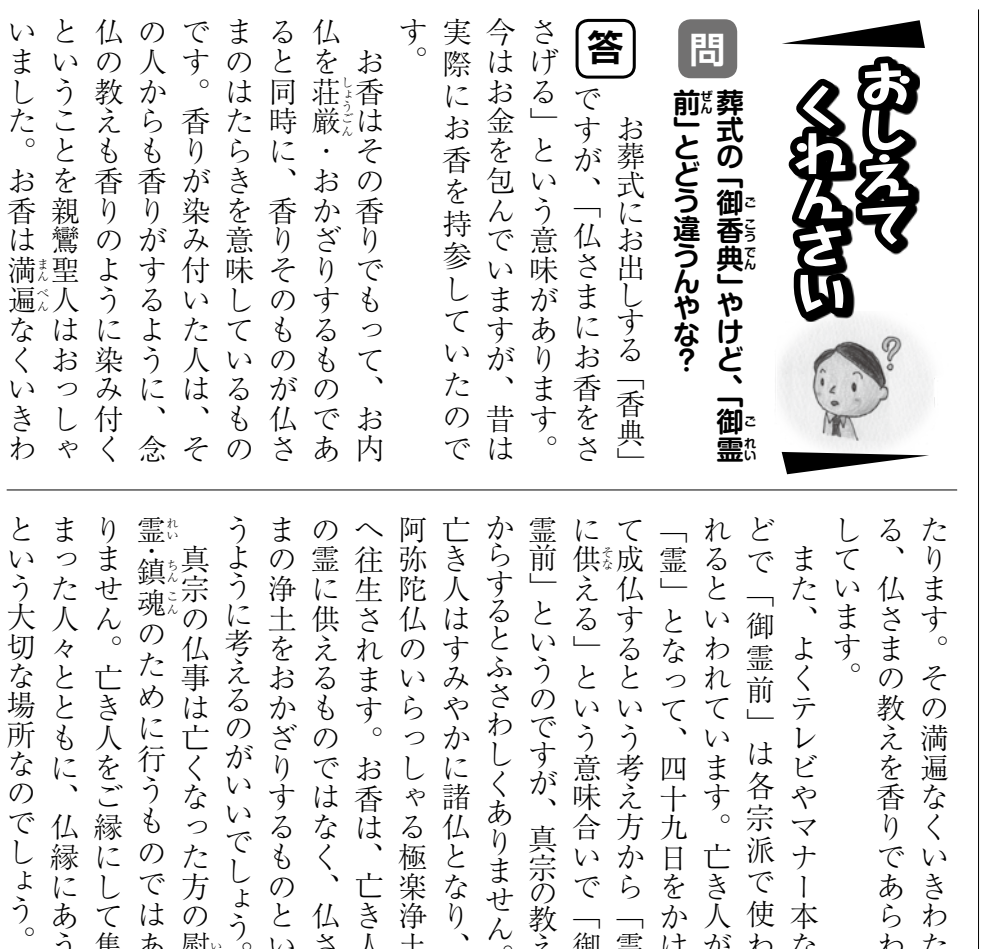 おしえて
くれんさい
問
葬式の「御香典」やけど、「御霊
前」とどう違うんやな?
答
お葬式にお出しする「香典」
ですが、「仏さまにお香をさ
さげる」という意味があります。
今はお金を包んでいますが、昔は
実際にお香を持参していたので
す。
お香はその香りでもって、お内
仏を荘厳・おかざりするものであ
ると同時に、香りそのものが仏さ
まのはたらきを意味しているもの
です。香りが染み付いた人は、そ
の人からも香りがするように、念
仏の教えも香りのように染み付く
ということを親鸞聖人はおっしゃ
いました。お香は満遍なくいきわ
たります。その満遍なくいきわた
る、仏さまの教えを香りであらわ
しています。
また、よくテレビやマナー本な
どで「御霊前」は各宗派で使わ
れるといわれています。亡き人が
「霊」となって、四十九日をかけ
て成仏するという考え方から「霊
に供える」という意味合いで「御
霊前」というのですが、真宗の教え
からするとふさわしくありません。
亡き人はすみやかに諸仏となり、
阿弥陀仏のいらっしゃる極楽浄土
へ往生されます。お香は、亡き人
の霊に供えるものではなく、仏さ
まの浄土をおかざりするものとい
うように考えるのがいいでしょう。
真宗の仏事は亡くなった方の慰
霊・鎮魂のために行うものではあ
りません。亡き人をご縁にして集
まった人々とともに、仏縁にあう
という大切な場所なのでしょう。